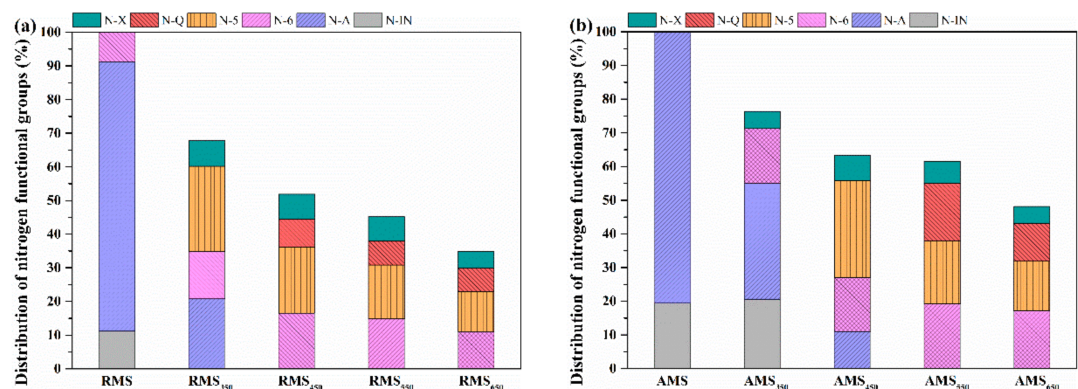 (a)
N-X N-Q N-5 N-6 N-A N-IN
Distribution of nitrogen functional groups (%)
100
90
80
70
60
50
40
30
20
10
0
RMS RMS350 RMS450 RMS550 RMS650
(b)
N-X N-Q N-5 N-6 N-A N-IN
Distribution of nitrogen functional groups (%)
100
90
80
70
60
50
40
30
20
10
0
AMS AMS350 AMS450 AMS550 AMS650